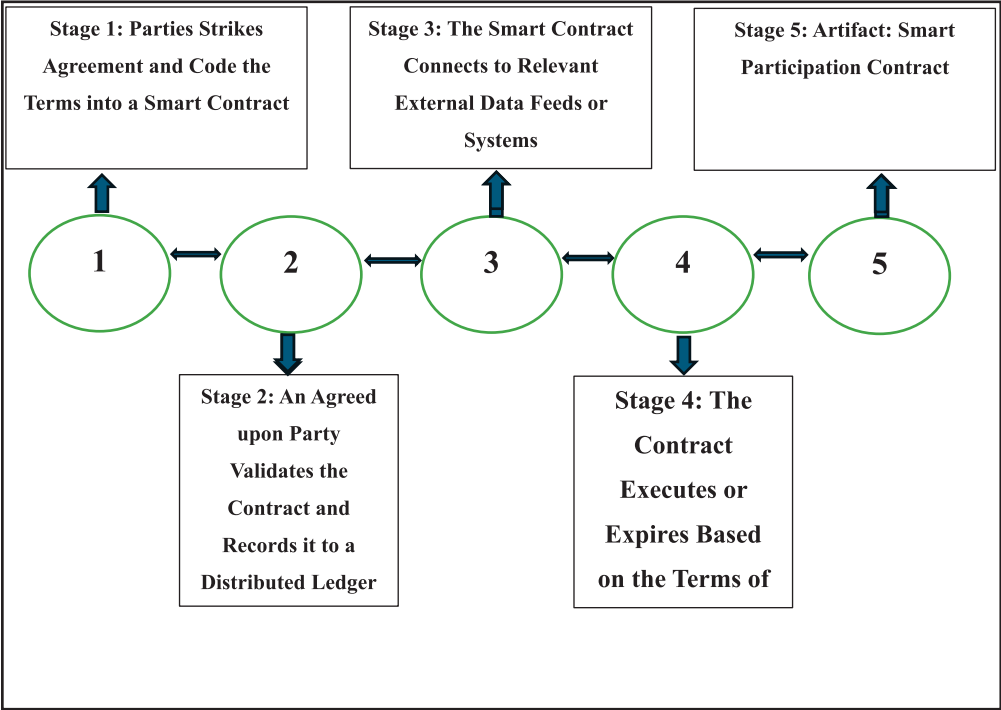 Stage 1: Parties Strikes
Agreement and Code the
Terms into a Smart Contract
Stage 3: The Smart Contract
Connects to Relevant
External Data Feeds or
Systems
Stage 5: Artifact: Smart
Participation Contract
1
2
3
4
5
Stage 2: An Agreed
upon Party
Validates the
Contract and
Records it to a
Distributed Ledger
Stage 4: The
Contract
Executes or
Expires Based
on the Terms of